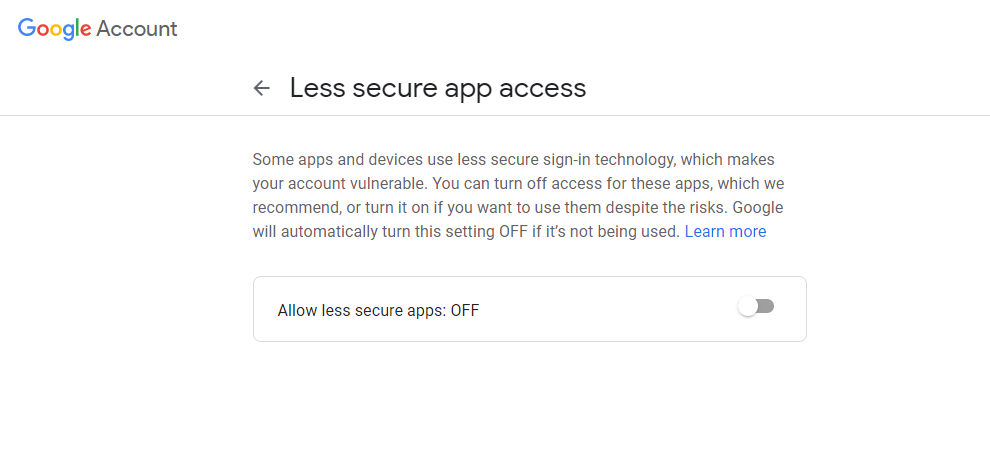 Google Account
Less secure app access
Some apps and devices use less secure sign-in technology, which makes
your account vulnerable. You can turn off access for these apps, which we
recommend, or turn it on if you want to use them despite the risks. Google
will automatically turn this setting OFF if it’s not being used. Learn more
Allow less secure apps: OFF